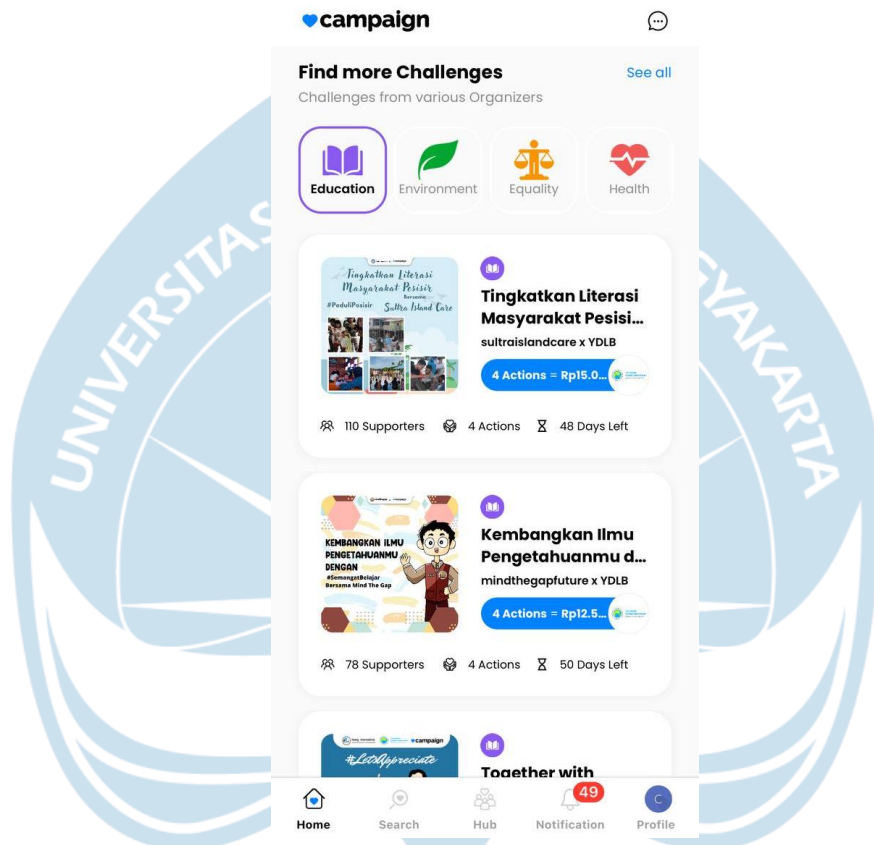 campaign
Find more Challenges
See all
Challenges from various Organizers
Education
Environment
Equality
Health
Tingkatkan Literasi
Masyarakat Pesisir
Bersama
#PeduliPesisir
Sultra Island Care
Tingkatkan Literasi
Masyarakat Pesisi...
sultraislandcare x YDLB
4 Actions = Rp15.0...
110 Supporters
4 Actions
48 Days Left
KEMBANGKAN ILMU
PENGETAHUANMU
DENGAN
#SemangatBelajar
Bersama Mind The Gap
Kembangkan Ilmu
Pengetahuanmu d...
mindthegapfuture x YDLB
4 Actions = Rp12.5...
78 Supporters
4 Actions
50 Days Left
campaign
#LetsAppreciate
Together with
Home
Search
Hub
49
Notification
C
Profile
UNIVERSITAS
YAKARTA